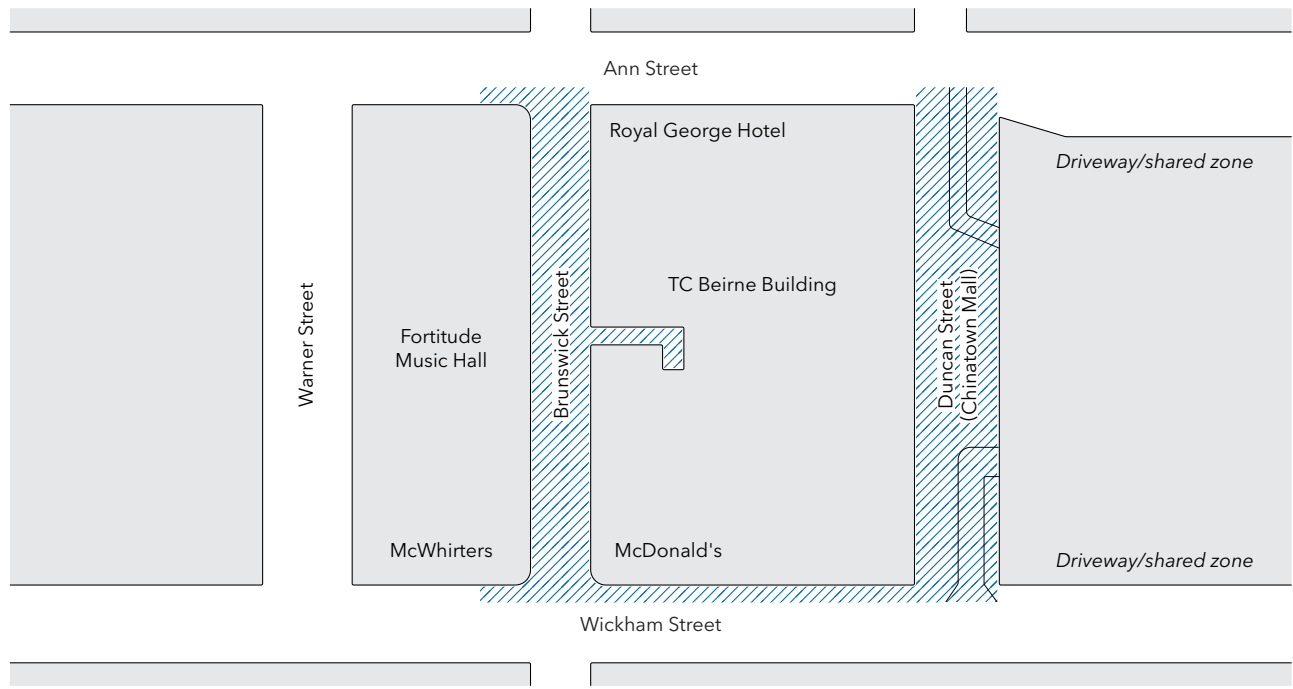 Ann Street
Royal George Hotel
Driveway/shared zone
TC Beirne Building
Warner Street
Fortitude
Music Hall
Brunswick Street
Duncan Street
(Chinatown Mall)
McWhirters
McDonald's
Driveway/shared zone
Wickham Street